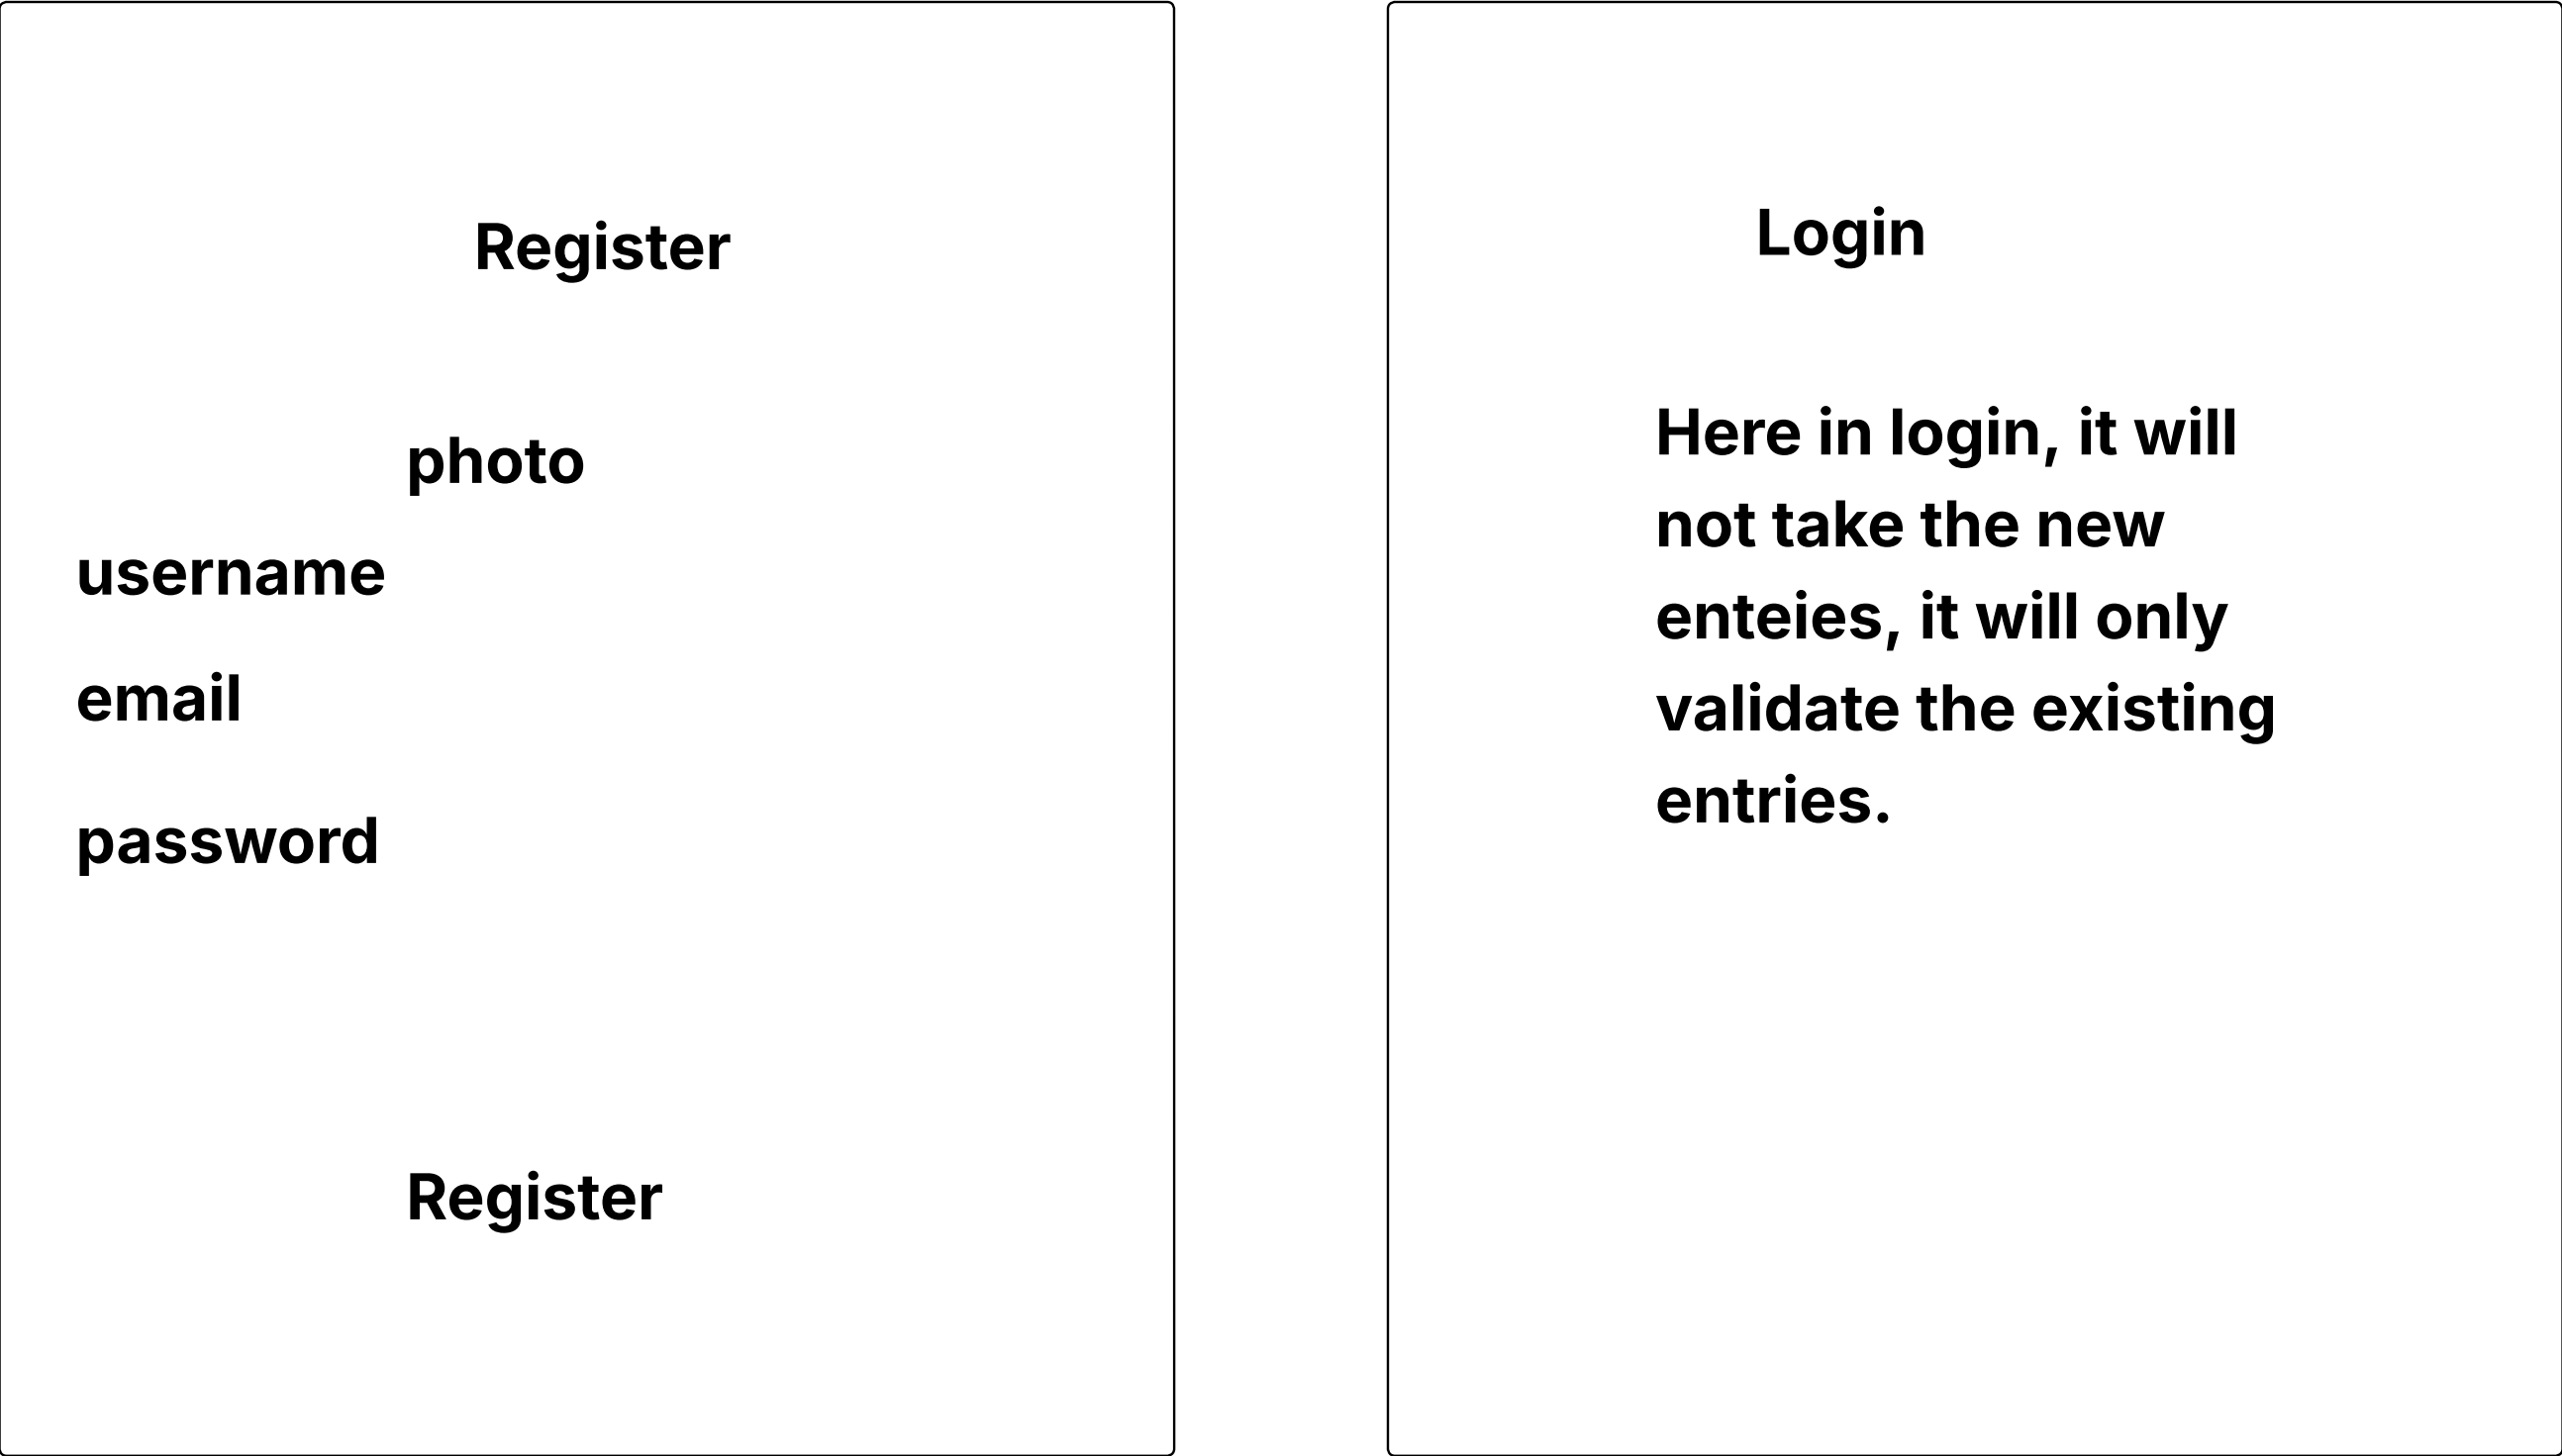 Register
photo
username
email
password
Register
Login
Here in login, it will
not take the new
enteies, it will only
validate the existing
entries.